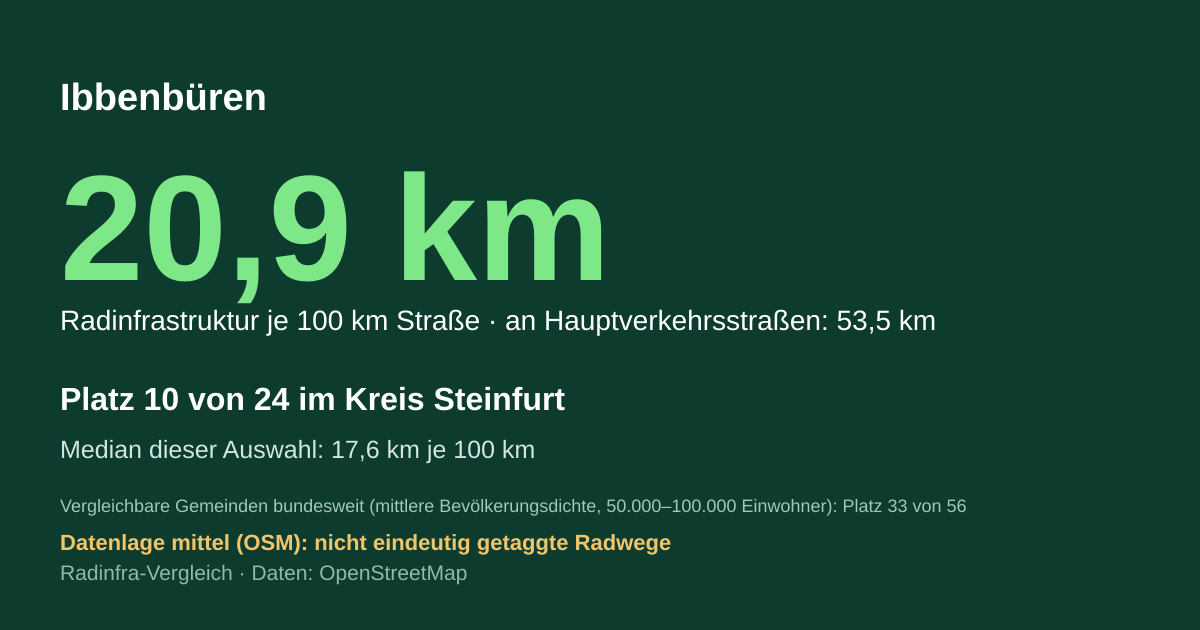 Ibbenbüren
20,9 km
Radinfrastruktur je 100 km Straße · an Hauptverkehrsstraßen: 53,5 km
Platz 10 von 24 im Kreis Steinfurt
Median dieser Auswahl: 17,6 km je 100 km
Vergleichbare Gemeinden bundesweit (mittlere Bevölkerungsdichte, 50.000–100.000 Einwohner): Platz 33 von 56
Datenlage mittel (OSM): nicht eindeutig getaggte Radwege
Radinfra-Vergleich · Daten: OpenStreetMap